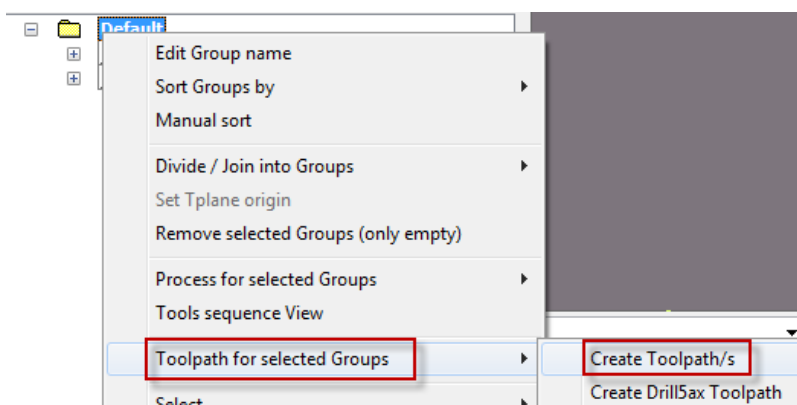 Default
Edit Group name
Sort Groups by
Manual sort
Divide / Join into Groups
Set Tplane origin
Remove selected Groups (only empty)
Process for selected Groups
Tools sequence View
Toolpath for selected Groups
Create Toolpath/s
Create Drill5ax Toolpath
Select